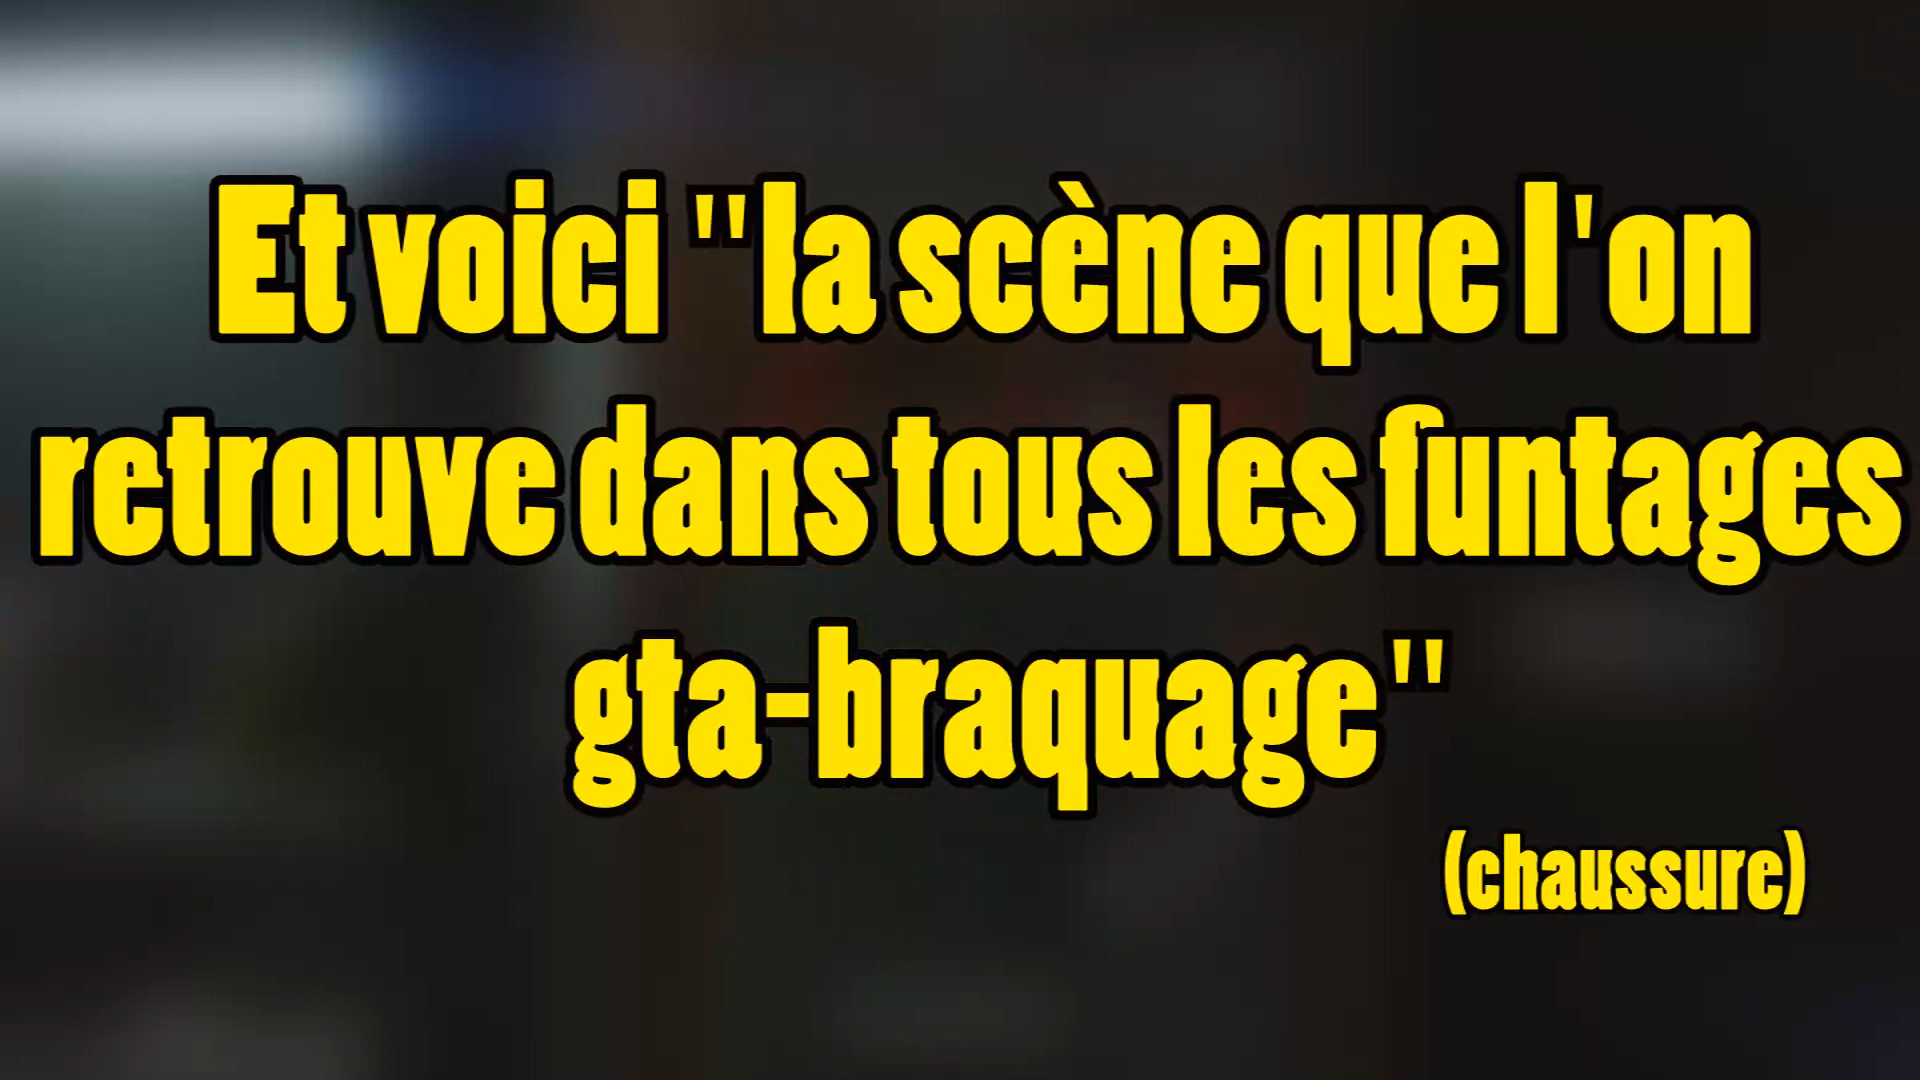 Et voici "la scène que l'on
retrouve dans tous les funtages
gta-braquage"
(chaussure)